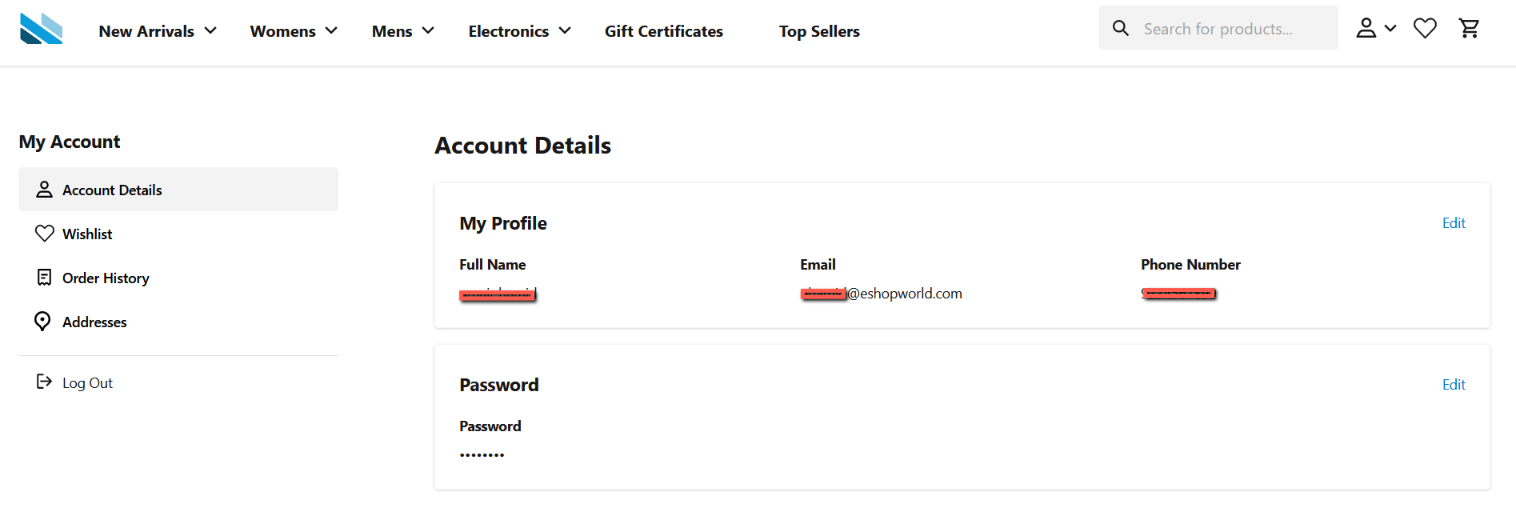 New Arrivals Womens Mens Electronics Gift Certificates Top Sellers Search for products...
My Account
Account Details
Wishlist
Order History
Addresses
Log Out
Account Details
My Profile Edit
Full Name Email Phone Number
@eshopworld.com
Password Edit
Password
••••••••